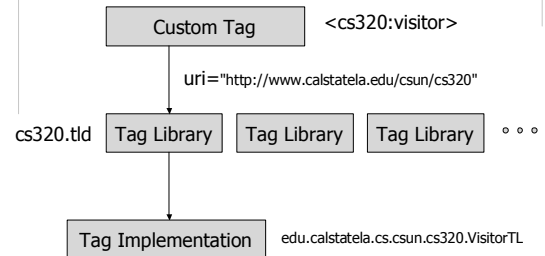 Custom Tag <cs320:visitor>
uri="http://www.calstatela.edu/csun/cs320"
cs320.tld Tag Library Tag Library Tag Library
Tag Implementation edu.calstatela.cs.csun.cs320.VisitorTL